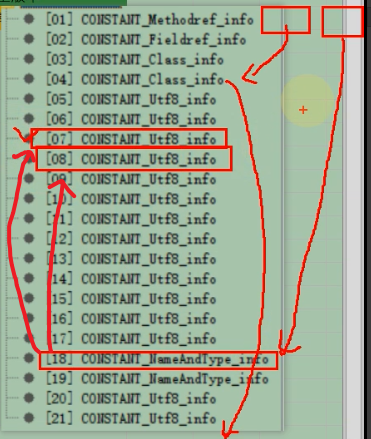 [01] CONSTANT_Methodref_info
[02] CONSTANT_Fieldref_info
[03] CONSTANT_Class_info
[04] CONSTANT_Class_info
[05] CONSTANT_Utf8_info
[06] CONSTANT_Utf8_info
[07] CONSTANT_Utf8_info
[08] CONSTANT_Utf8_info
[09] CONSTANT_Utf8_info
[10] CONSTANT_Utf8_info
[11] CONSTANT_Utf8_info
[12] CONSTANT_Utf8_info
[13] CONSTANT_Utf8_info
[14] CONSTANT_Utf8_info
[15] CONSTANT_Utf8_info
[16] CONSTANT_Utf8_info
[17] CONSTANT_Utf8_info
[18] CONSTANT_NameAndType_info
[19] CONSTANT_NameAndType_info
[20] CONSTANT_Utf8_info
[21] CONSTANT_Utf8_info